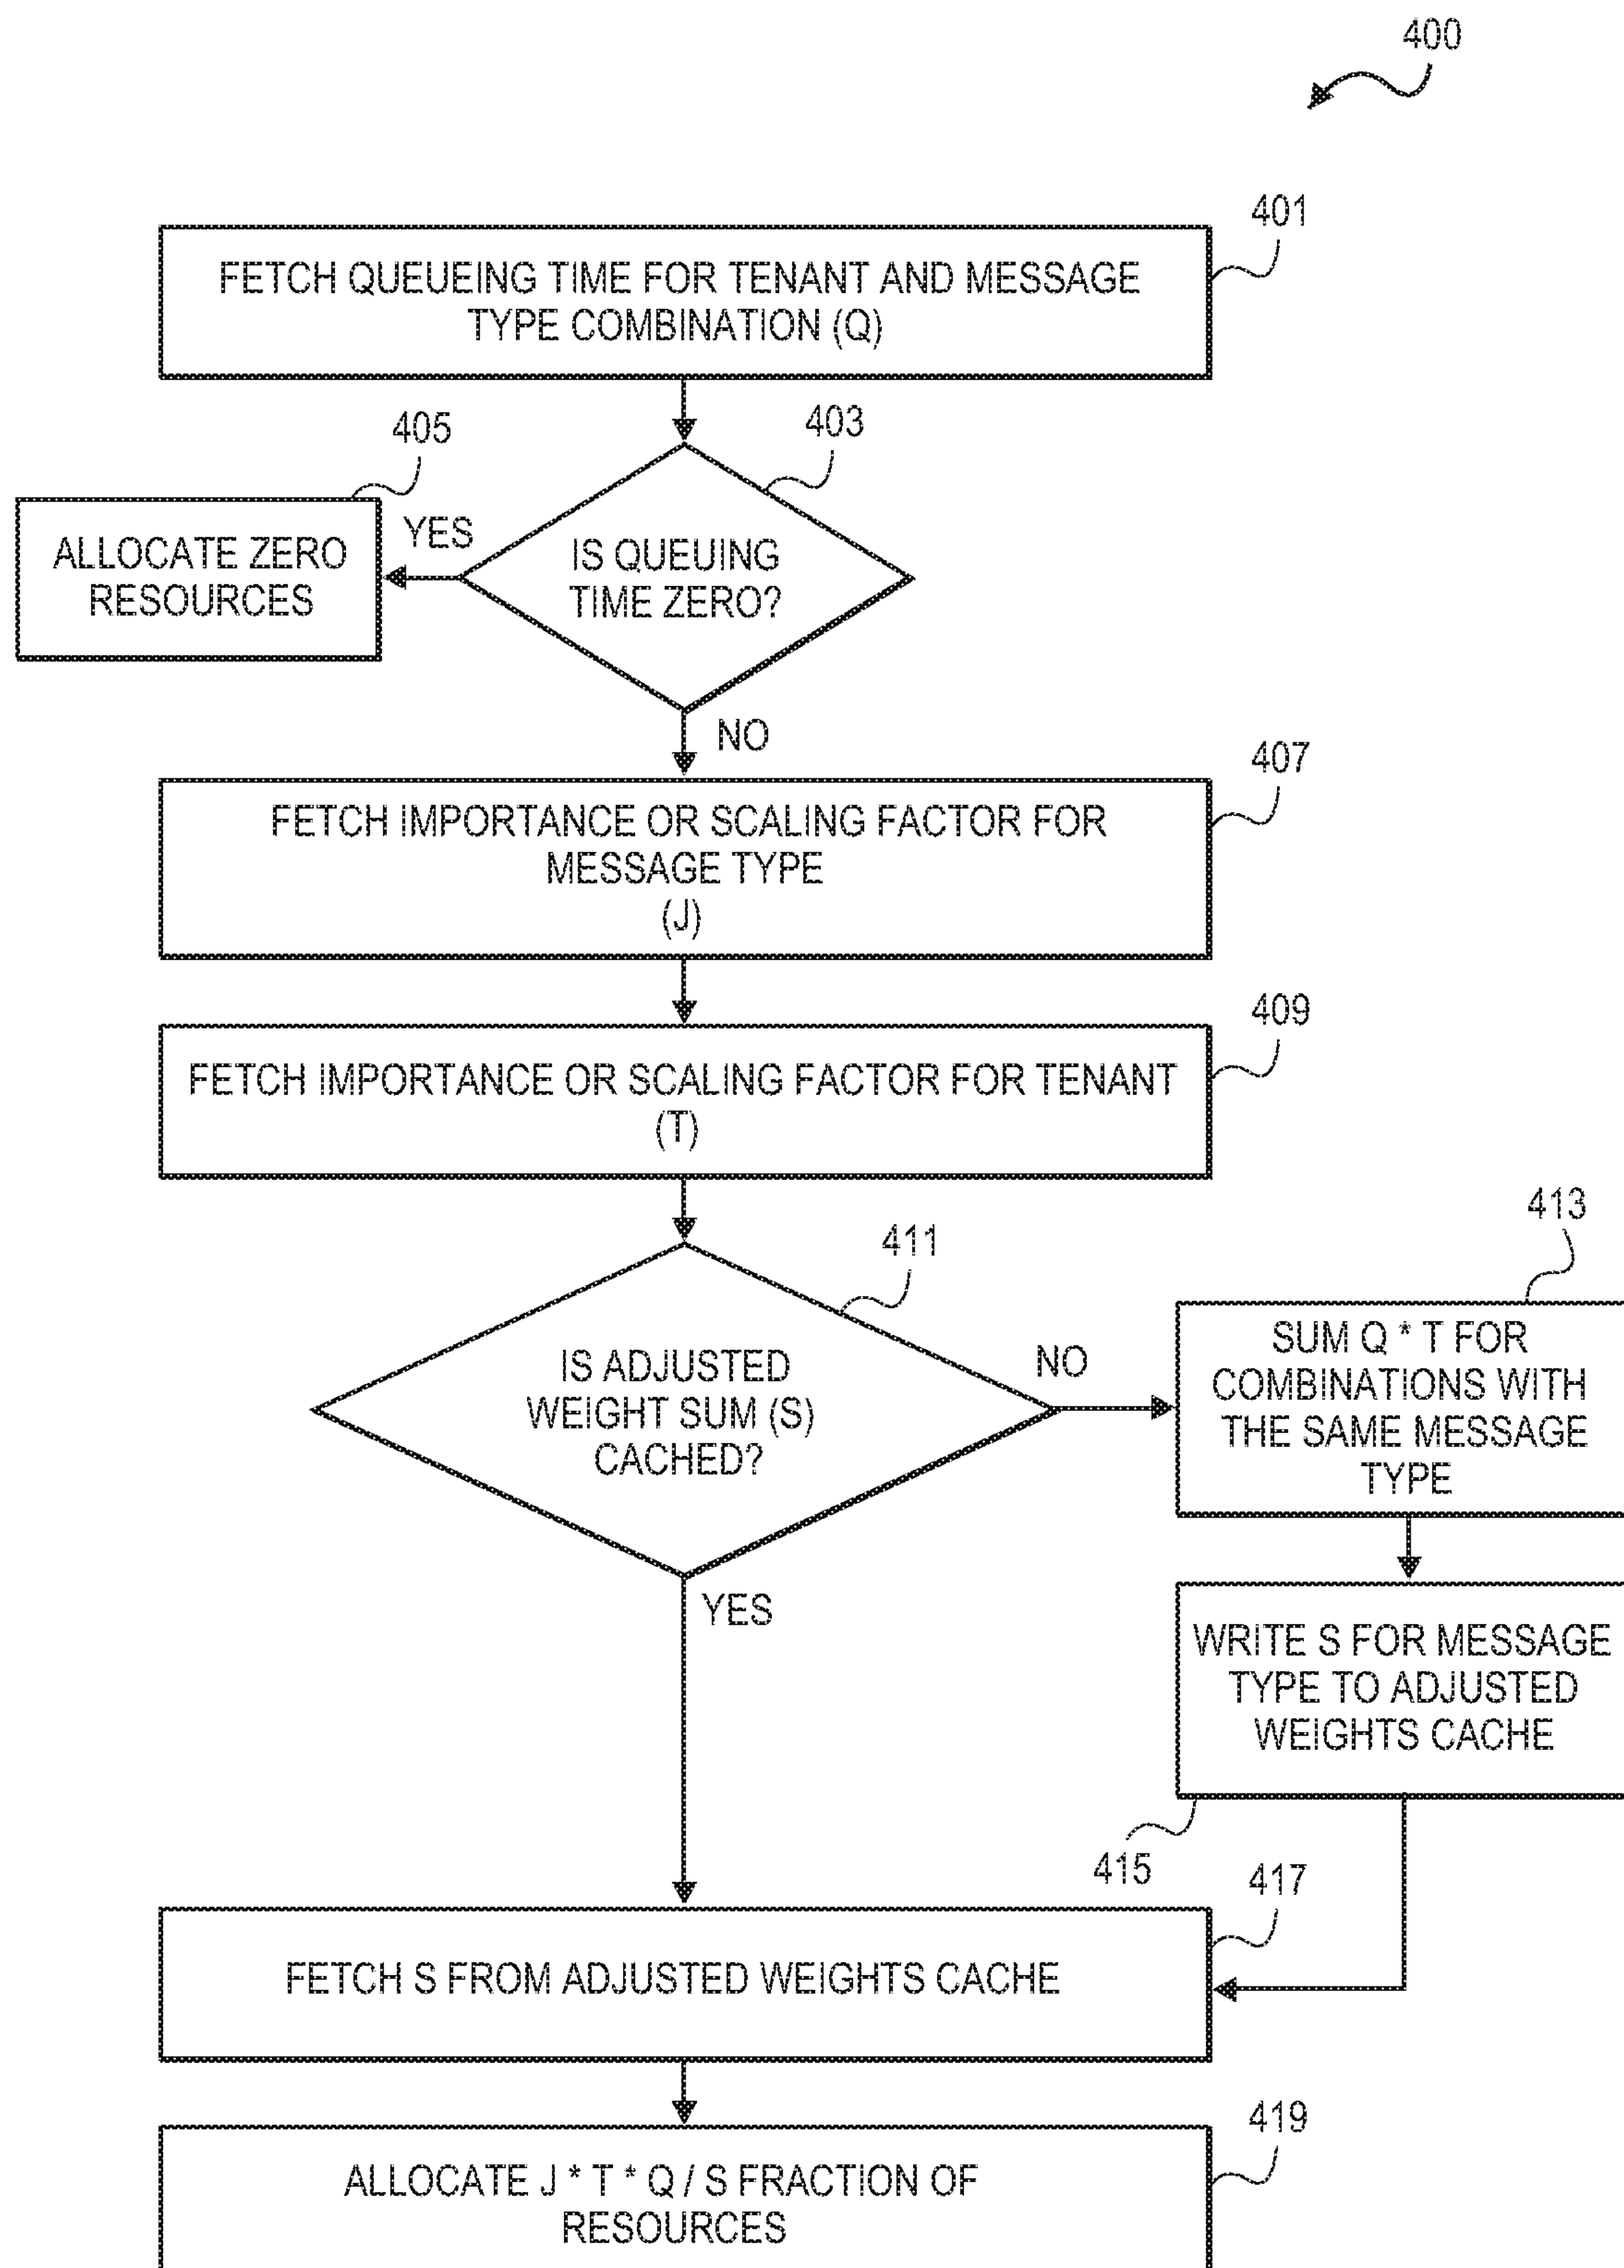 400
401
FETCH QUEUEING TIME FOR TENANT AND MESSAGE
TYPE COMBINATION (Q)
405
403
YES
ALLOCATE ZERO
RESOURCES
IS QUEUING
TIME ZERO?
NO
407
FETCH IMPORTANCE OR SCALING FACTOR FOR
MESSAGE TYPE
(J)
409
FETCH IMPORTANCE OR SCALING FACTOR FOR TENANT
(T)
411
413
IS ADJUSTED
WEIGHT SUM (S)
CACHED?
NO
SUM Q * T FOR
COMBINATIONS WITH
THE SAME MESSAGE
TYPE
YES
WRITE S FOR MESSAGE
TYPE TO ADJUSTED
WEIGHTS CACHE
415
417
FETCH S FROM ADJUSTED WEIGHTS CACHE
419
ALLOCATE J * T * Q / S FRACTION OF
RESOURCES